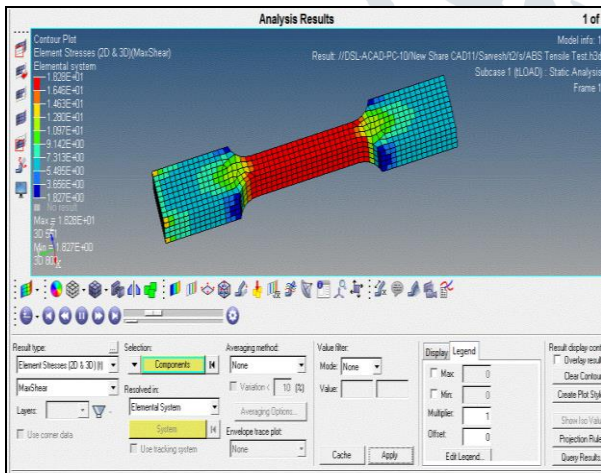 Analysis Results
1 of
Contour Plot
Element Stresses (2D & 3D)(MaxShear)
Elemental system
1.828E+01
1.646E+01
1.463E+01
1.280E+01
1.097E+01
9.142E+00
7.313E+00
5.485E+00
3.656E+00
1.827E+00
No result
Max = 1.828E+01
3D
Min = 1.827E+00
3D
Model info: 1
Result: //DSL-ACAD-PC-10/New Share CAD11/Sarvesh/t2/s/ABS Tensile Test.h3d
Subcase 1 (tLOAD) : Static Analysis
Frame 1
Result type:
Element Stresses (2D & 3D) (t)
MaxShear
Layers:
Use corner data
Selection:
Components
Resolved in:
Elemental System
System
Use tracking system
Averaging method:
None
Variation < 10 (%)
Averaging Options...
Envelope trace plot:
None
Value filter:
Mode: None
Value:
Cache
Apply
Display
Legend
Max: 0
Min: 0
Multiplier: 1
Offset: 0
Edit Legend...
Result display cont
Overlay result
Clear Contou
Create Plot Style
Show Iso Valu
Projection Rule
Query Results.